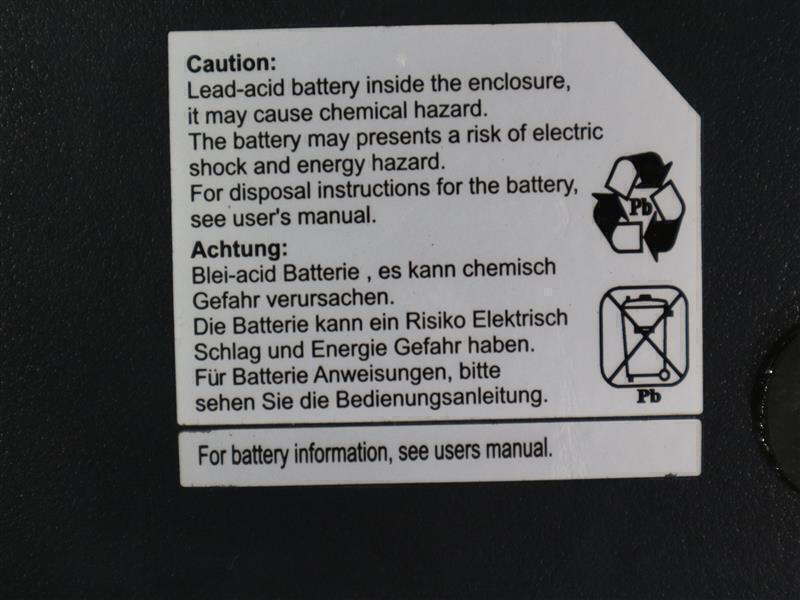 Caution:
Lead-acid battery inside the enclosure,
it may cause chemical hazard.
The battery may presents a risk of electric
shock and energy hazard.
For disposal instructions for the battery,
see user's manual.
Pb
Achtung:
Blei-acid Batterie , es kann chemisch
Gefahr verursachen.
Die Batterie kann ein Risiko Elektrisch
Schlag und Energie Gefahr haben.
Für Batterie Anweisungen, bitte
sehen Sie die Bedienungsanleitung.
Pb
For battery information, see users manual.